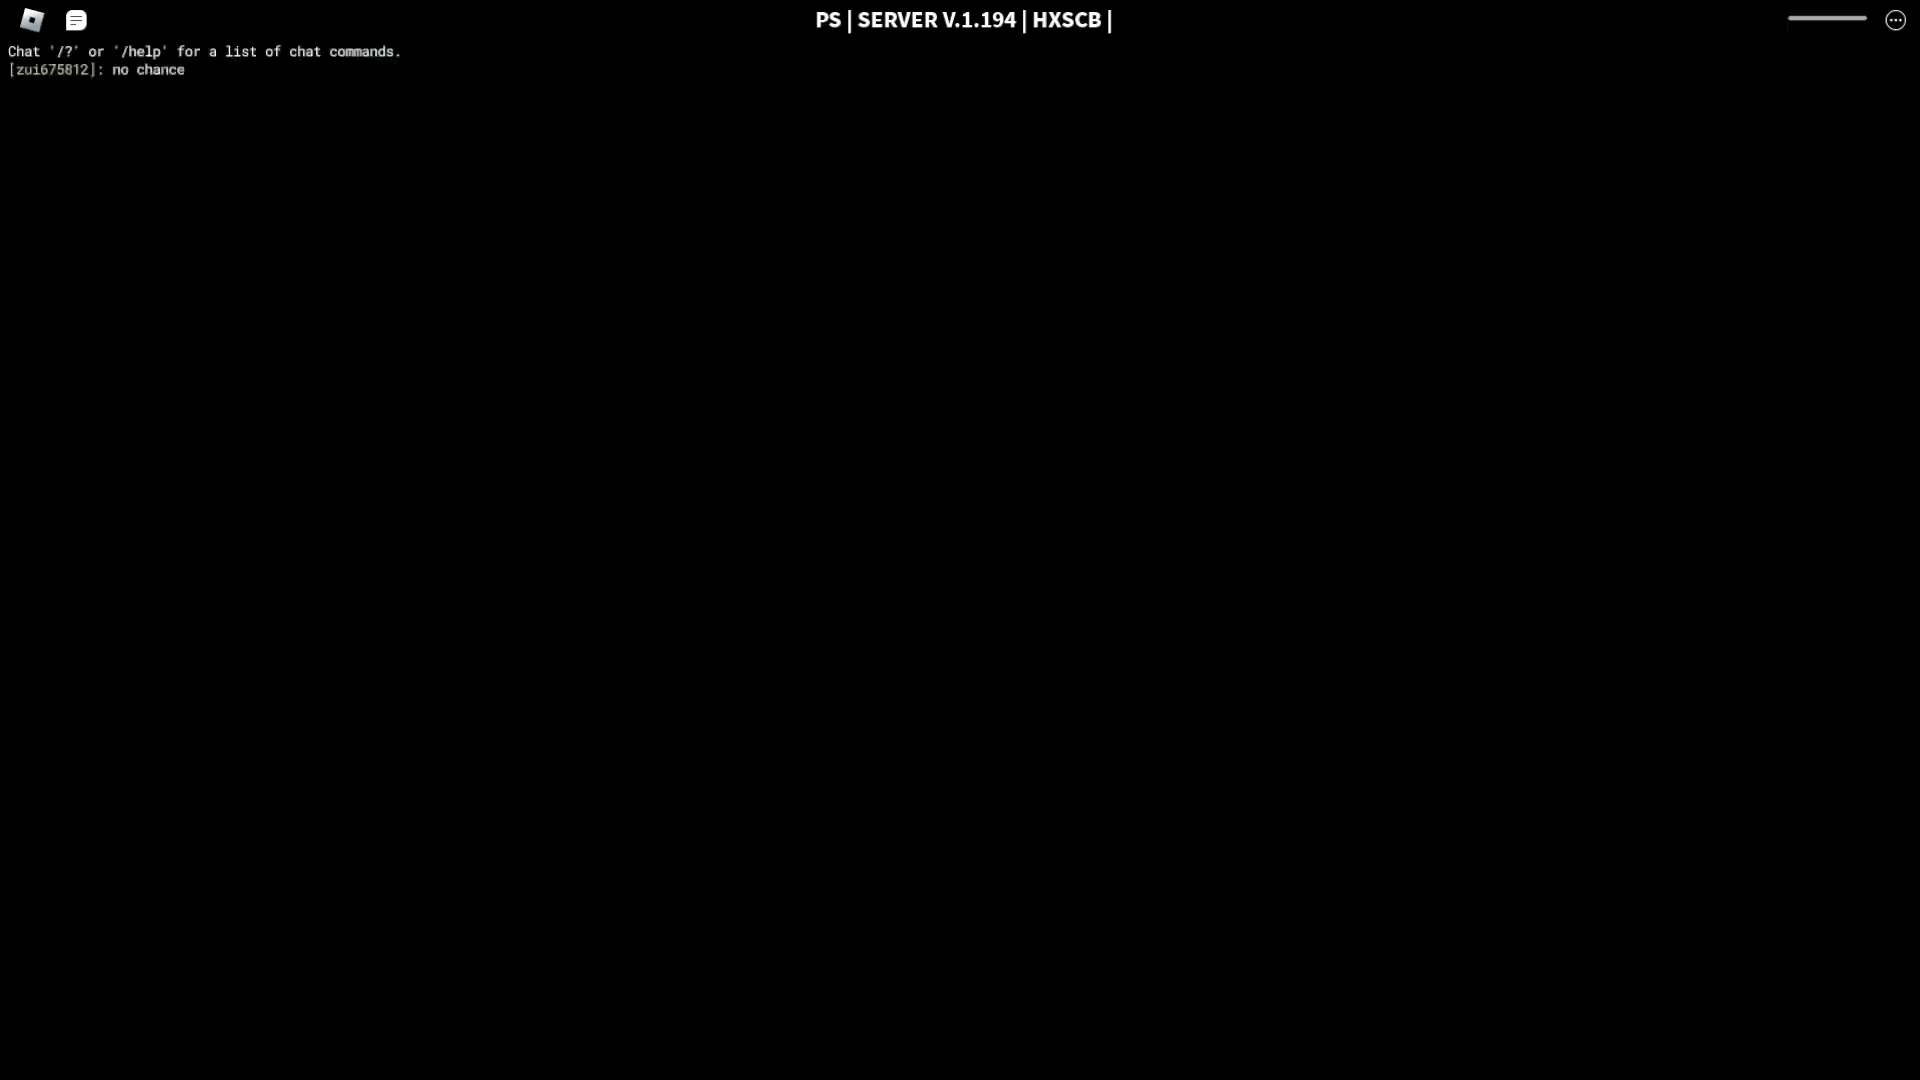 PS | SERVER V.1.194 | HXSCB |
Chat '/?' or '/help' for a list of chat commands.
[zui675812]: no chance